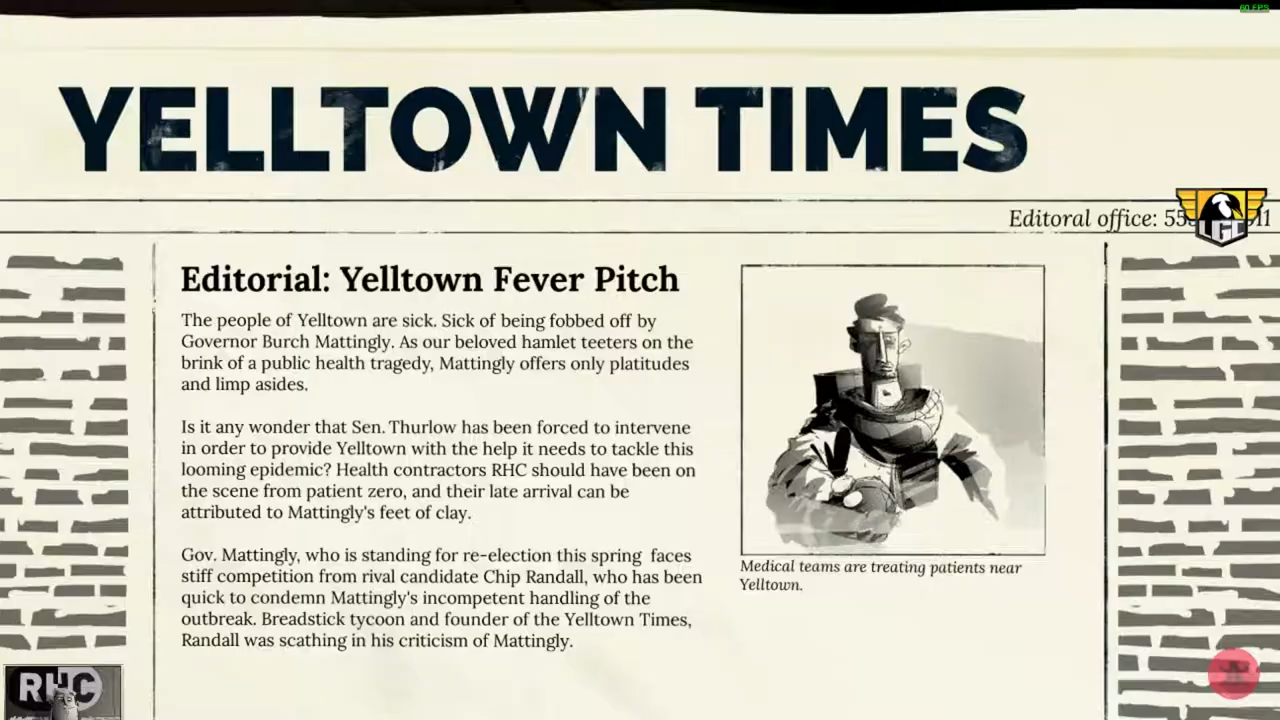 60 FPS
YELLTOWN TIMES
Editoral office: 55
11
LGC
Editorial: Yelltown Fever Pitch
The people of Yelltown are sick. Sick of being fobbed off by
Governor Burch Mattingly. As our beloved hamlet teeters on the
brink of a public health tragedy, Mattingly offers only platitudes
and limp asides.
Is it any wonder that Sen. Thurlow has been forced to intervene
in order to provide Yelltown with the help it needs to tackle this
looming epidemic? Health contractors RHC should have been on
the scene from patient zero, and their late arrival can be
attributed to Mattingly's feet of clay.
Gov. Mattingly, who is standing for re-election this spring  faces
stiff competition from rival candidate Chip Randall, who has been
quick to condemn Mattingly's incompetent handling of the
outbreak. Breadstick tycoon and founder of the Yelltown Times,
Randall was scathing in his criticism of Mattingly.
Medical teams are treating patients near
Yelltown.
RHC